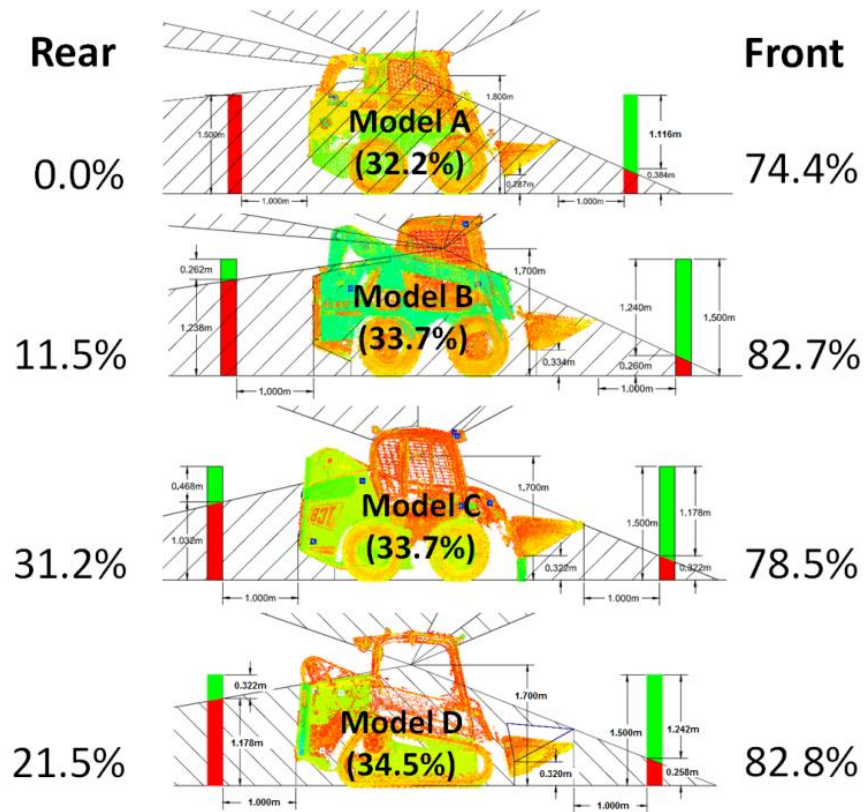 Rear
Front
Model A
(32.2%)
0.0%
74.4%
1.500m
1.000m
1,800m
0.287m
1.000m
1.116m
0.384m
Model B
(33.7%)
11.5%
82.7%
0.262m
1.238m
1.000m
1,700m
0.334m
1.000m
1.240m
0.260m
1,500m
Model C
(33.7%)
31.2%
78.5%
0.468m
1.032m
1.000m
1,700m
0.322m
1.000m
1.500m
1.178m
0.322m
JCB
Model D
(34.5%)
21.5%
82.8%
0.322m
1.178m
1.000m
1.700m
0.320m
1.000m
1.500m
1.242m
0.258m